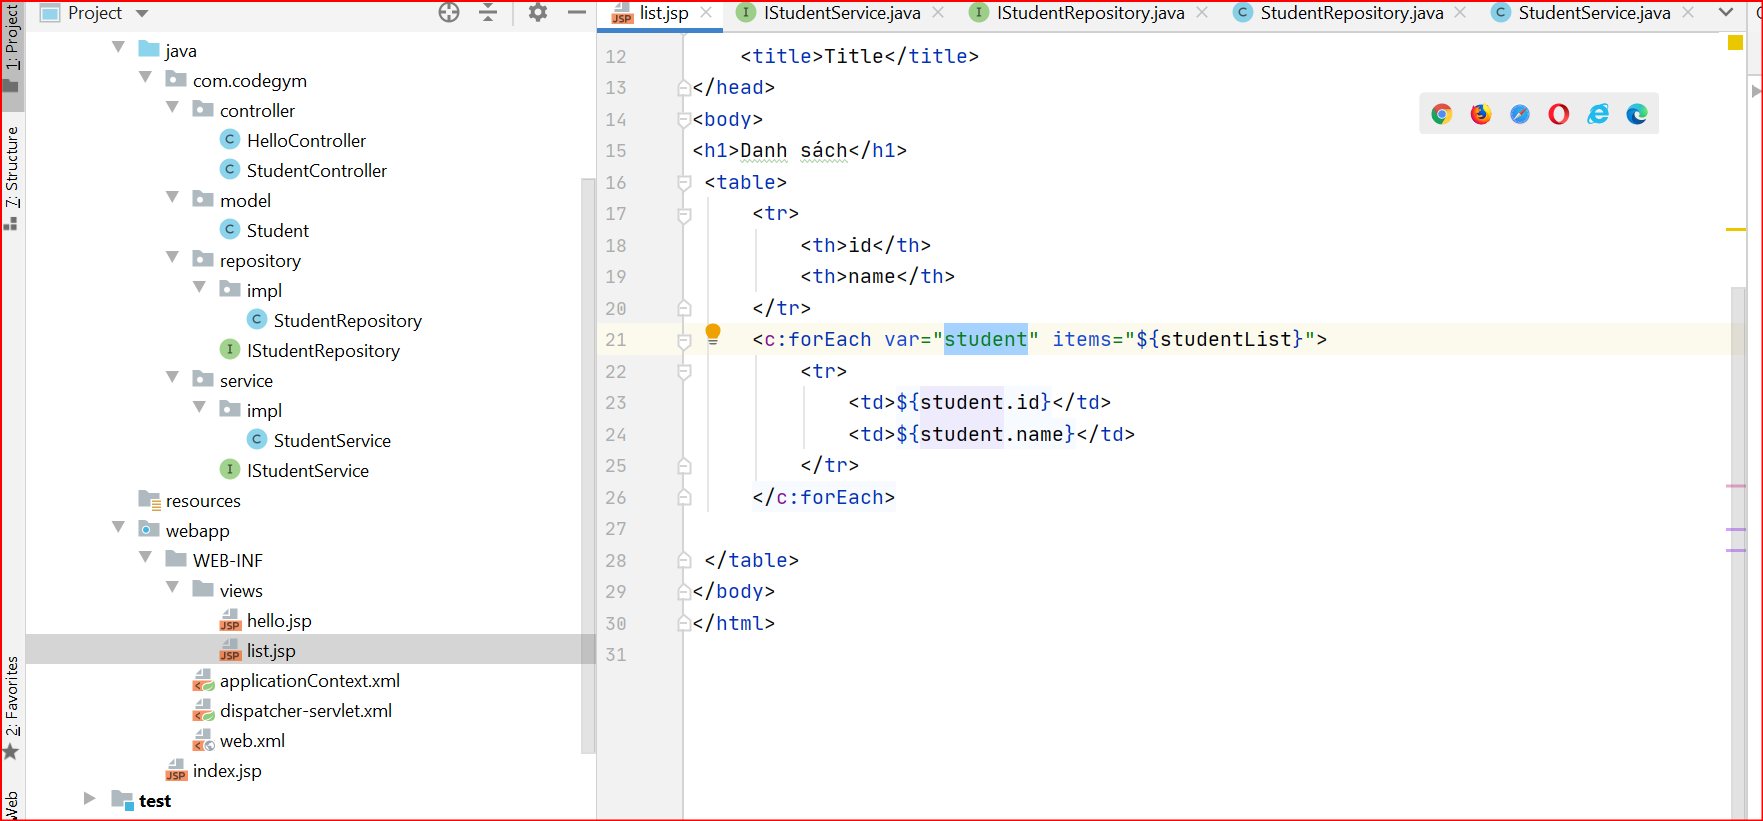 1: Project
7: Structure
2: Favorites
Web
Project
java
com.codegym
controller
C HelloController
C StudentController
model
C Student
repository
impl
C StudentRepository
I IStudentRepository
service
impl
C StudentService
I IStudentService
resources
webapp
WEB-INF
views
JSP hello.jsp
JSP list.jsp
applicationContext.xml
dispatcher-servlet.xml
web.xml
JSP index.jsp
test
JSP list.jsp I IStudentService.java I IStudentRepository.java C StudentRepository.java C StudentService.java
12 <title>Title</title>
13 </head>
14 <body>
15 <h1>Danh sách</h1>
16 <table>
17 <tr>
18 <th>id</th>
19 <th>name</th>
20 </tr>
21 <c:forEach var="student" items="${studentList}">
22 <tr>
23 <td>${student.id}</td>
24 <td>${student.name}</td>
25 </tr>
26 </c:forEach>
27
28 </table>
29 </body>
30 </html>
31